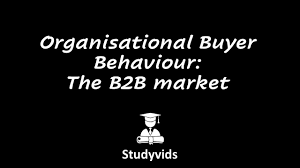 Organisational Buyer
Behaviour:
The B2B market
Studyvids